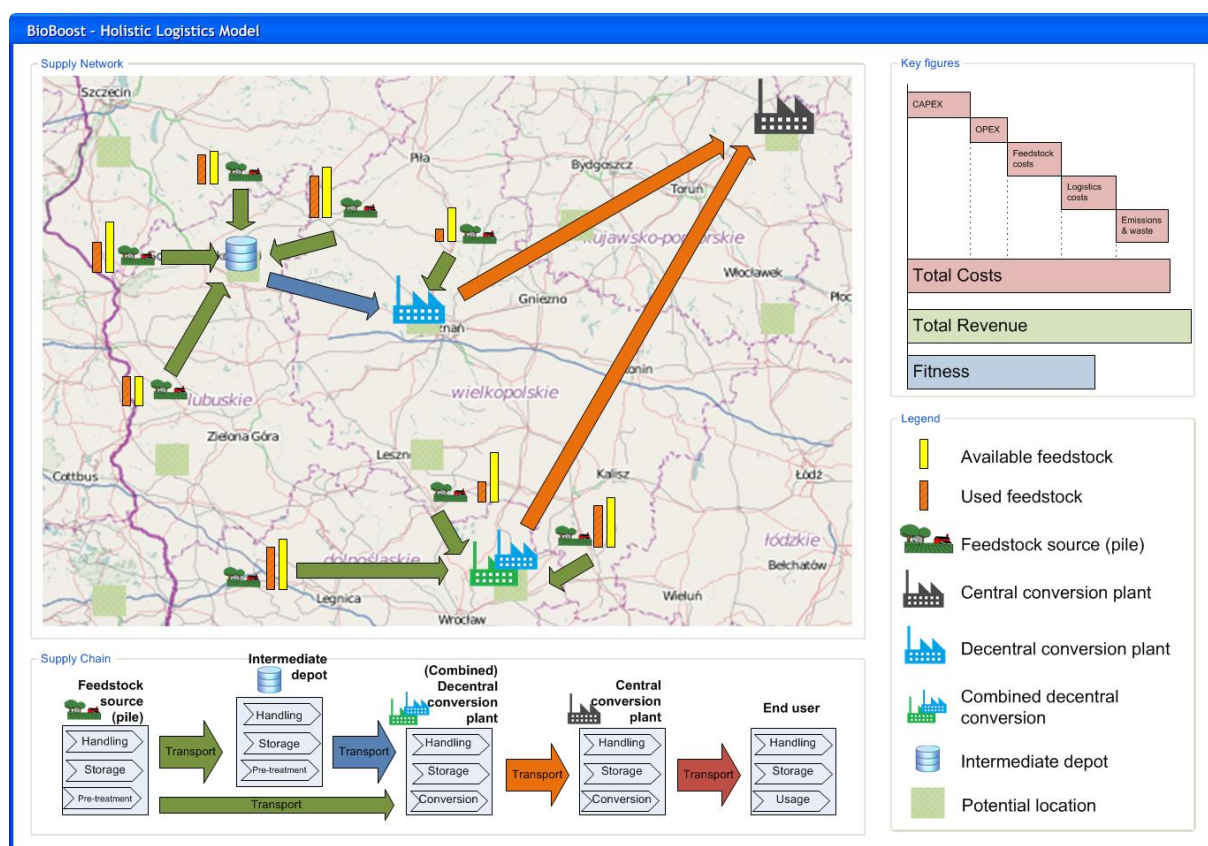 BioBoost - Holistic Logistics Model
Supply Network
Szczecin
Piła
Bydgoszcz
Toruń
kujawsko-pomorskie
Włocławek
Płoc
Gniezno
znań
onin
wielkopolskie
lubuskie
Zielona Góra
Leszn
Kalisz
Łódź
Cottbus
łódzkie
Bełchatów
dolnośląskie
Legnica
Wieluń
Wrocław
Key figures
CAPEX
OPEX
Feedstock
costs
Logistics
costs
Emissions
& waste
Total Costs
Total Revenue
Fitness
Legend
Available feedstock
Used feedstock
Feedstock source (pile)
Central conversion plant
Decentral conversion plant
Combined decentral
conversion
Intermediate depot
Potential location
Supply Chain
Feedstock
source
(pile)
Handling
Storage
Pre-treatment
Transport
Transport
Intermediate
depot
Handling
Storage
Pre-treatment
Transport
(Combined)
Decentral
conversion
plant
Handling
Storage
Conversion
Transport
Central
conversion
plant
Handling
Storage
Conversion
Transport
End user
Handling
Storage
Usage